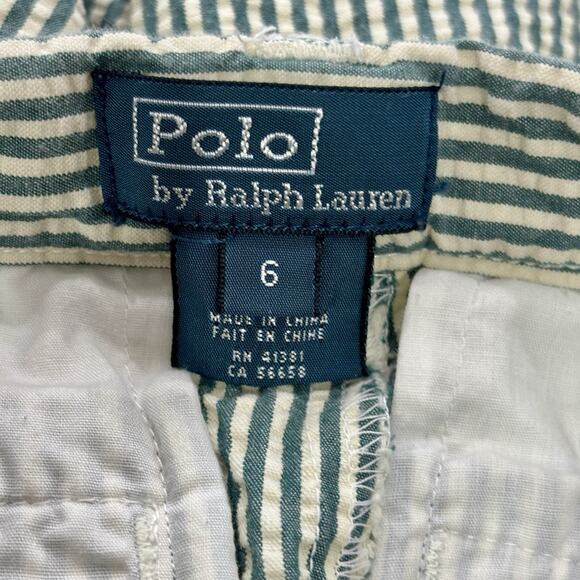 Polo
by Ralph Lauren
6
MADE IN CHINA
FAIT EN CHINE
RN 41381
CA 56658